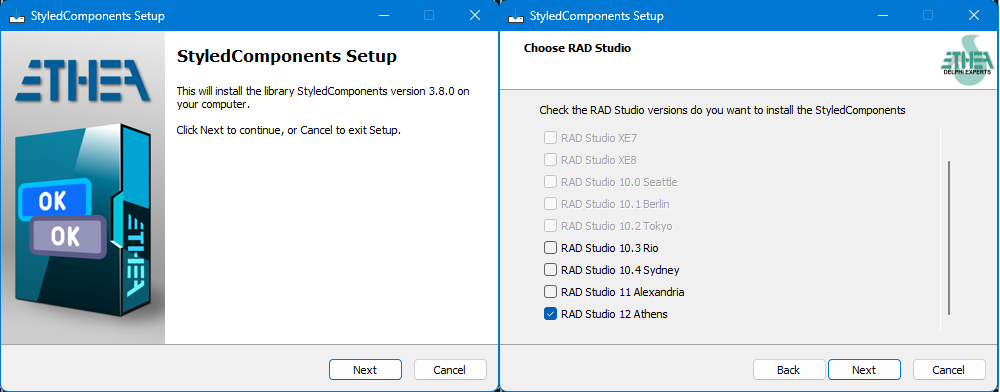 StyledComponents Setup
ETHEA
OK
OK
ETHEA
StyledComponents Setup
This will install the library StyledComponents version 3.8.0 on
your computer.
Click Next to continue, or Cancel to exit Setup.
Next
Cancel
StyledComponents Setup
Choose RAD Studio
ETHEA
DELPHI EXPERTS
Check the RAD Studio versions do you want to install the StyledComponents
RAD Studio XE7
RAD Studio XE8
RAD Studio 10.0 Seattle
RAD Studio 10.1 Berlin
RAD Studio 10.2 Tokyo
RAD Studio 10.3 Rio
RAD Studio 10.4 Sydney
RAD Studio 11 Alexandria
RAD Studio 12 Athens
Back
Next
Cancel